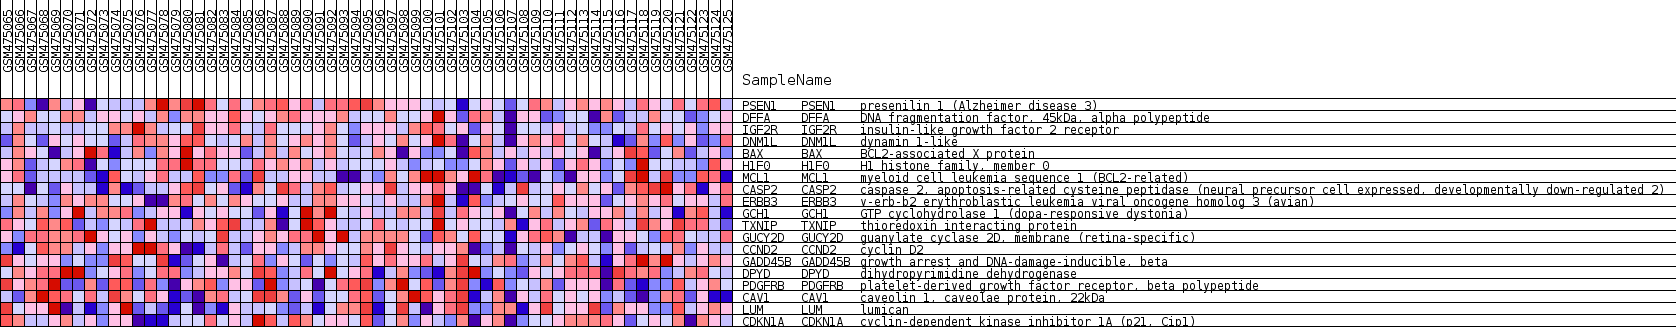 GSM475065
GSM475066
GSM475067
GSM475068
GSM475069
GSM475070
GSM475071
GSM475072
GSM475073
GSM475074
GSM475075
GSM475076
GSM475077
GSM475078
GSM475079
GSM475080
GSM475081
GSM475082
GSM475083
GSM475084
GSM475085
GSM475086
GSM475087
GSM475088
GSM475089
GSM475090
GSM475091
GSM475092
GSM475093
GSM475094
GSM475095
GSM475096
GSM475097
GSM475098
GSM475099
GSM475100
GSM475101
GSM475102
GSM475103
GSM475104
GSM475105
GSM475106
GSM475107
GSM475108
GSM475109
GSM475110
GSM475111
GSM475112
GSM475113
GSM475114
GSM475115
GSM475116
GSM475117
GSM475118
GSM475119
GSM475120
GSM475121
GSM475122
GSM475123
GSM475124
GSM475125
SampleName
PSEN1 PSEN1 presenilin 1 (Alzheimer disease 3)
DFFA DFFA DNA fragmentation factor, 45kDa, alpha polypeptide
IGF2R IGF2R insulin-like growth factor 2 receptor
DNM1L DNM1L dynamin 1-like
BAX BAX BCL2-associated X protein
H1F0 H1F0 H1 histone family, member 0
MCL1 MCL1 myeloid cell leukemia sequence 1 (BCL2-related)
CASP2 CASP2 caspase 2, apoptosis-related cysteine peptidase (neural precursor cell expressed, developmentally down-regulated 2)
ERBB3 ERBB3 v-erb-b2 erythroblastic leukemia viral oncogene homolog 3 (avian)
GCH1 GCH1 GTP cyclohydrolase 1 (dopa-responsive dystonia)
TXNIP TXNIP thioredoxin interacting protein
GUCY2D GUCY2D guanylate cyclase 2D, membrane (retina-specific)
CCND2 CCND2 cyclin D2
GADD45B GADD45B growth arrest and DNA-damage-inducible, beta
DPYD DPYD dihydropyrimidine dehydrogenase
PDGFRB PDGFRB platelet-derived growth factor receptor, beta polypeptide
CAV1 CAV1 caveolin 1, caveolae protein, 22kDa
LUM LUM lumican
CDKN1A CDKN1A cyclin-dependent kinase inhibitor 1A (p21, Cip1)